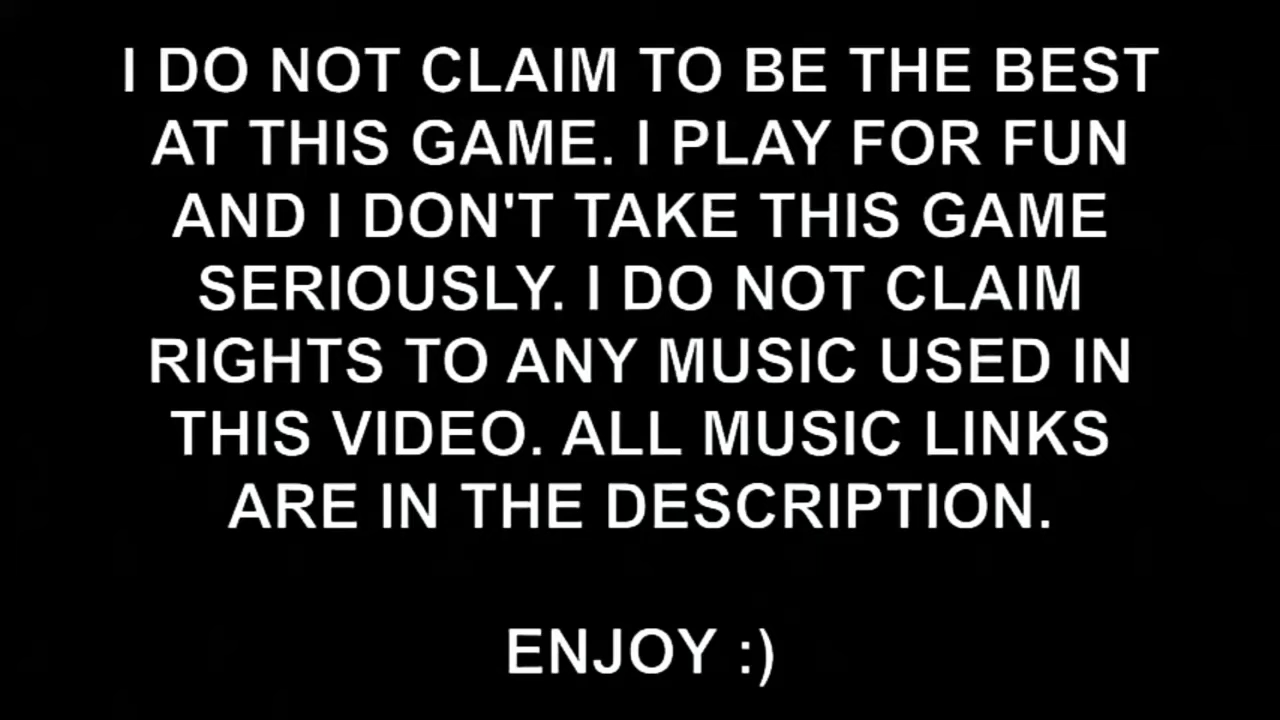 I DO NOT CLAIM TO BE THE BEST
AT THIS GAME. I PLAY FOR FUN
AND I DON'T TAKE THIS GAME
SERIOUSLY. I DO NOT CLAIM
RIGHTS TO ANY MUSIC USED IN
THIS VIDEO. ALL MUSIC LINKS
ARE IN THE DESCRIPTION.
ENJOY :)